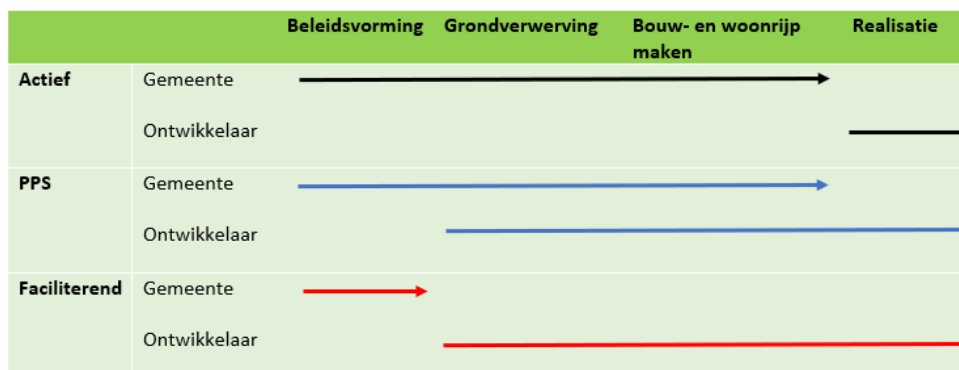 Beleidsvorming Grondverwerving Bouw- en woonrijp Realisatie
maken
Actief Gemeente
Ontwikkelaar
PPS Gemeente
Ontwikkelaar
Faciliterend Gemeente
Ontwikkelaar